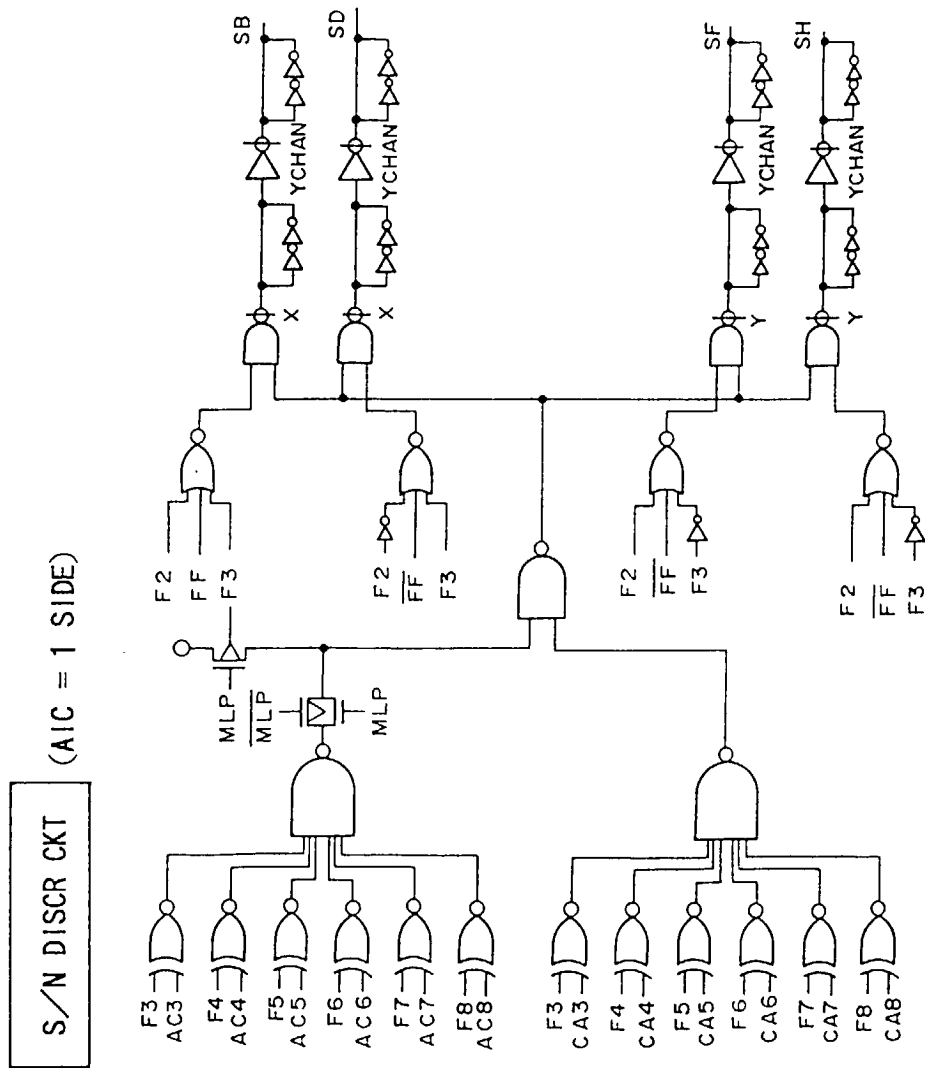 S/N DISCR CKT
(AIC = 1 SIDE)
F3
AC3
F4
AC4
F5
AC5
F6
AC6
F7
AC7
F8
AC8
F3
CA3
F4
CA4
F5
CA5
F6
CA6
F7
CA7
F8
CA8
MLP
MLP
MLP
F2
FF
F3
F2
FF
F3
F2
FF
F3
F2
FF
F3
X
YCHAN
SB
X
YCHAN
SD
Y
YCHAN
SF
Y
YCHAN
SH